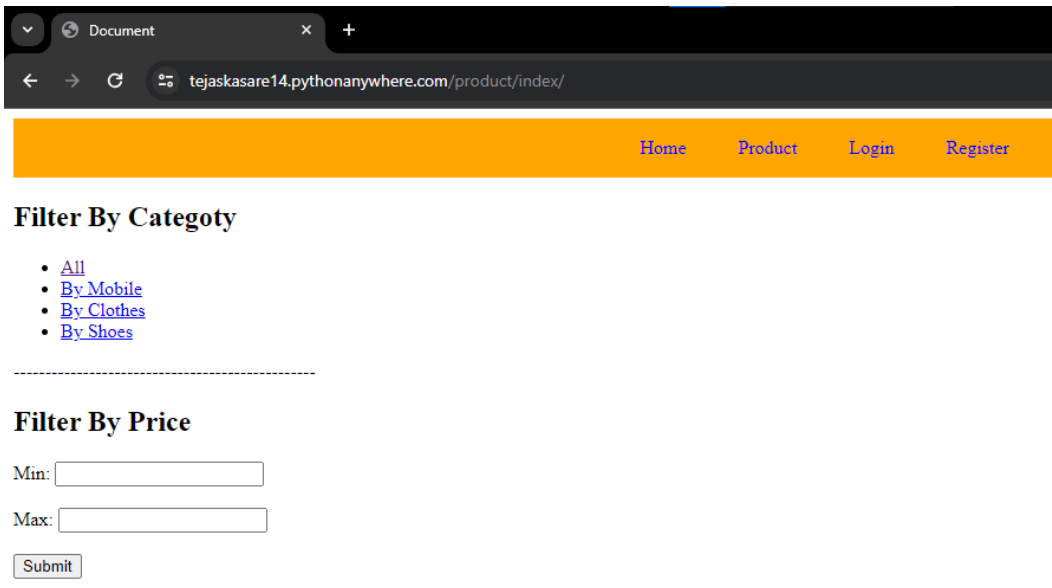 Document
tejaskasare14.pythonanywhere.com/product/index/
Home Product Login Register
Filter By Categoty
All
By Mobile
By Clothes
By Shoes
------------------------------------------------
Filter By Price
Min:
Max:
Submit